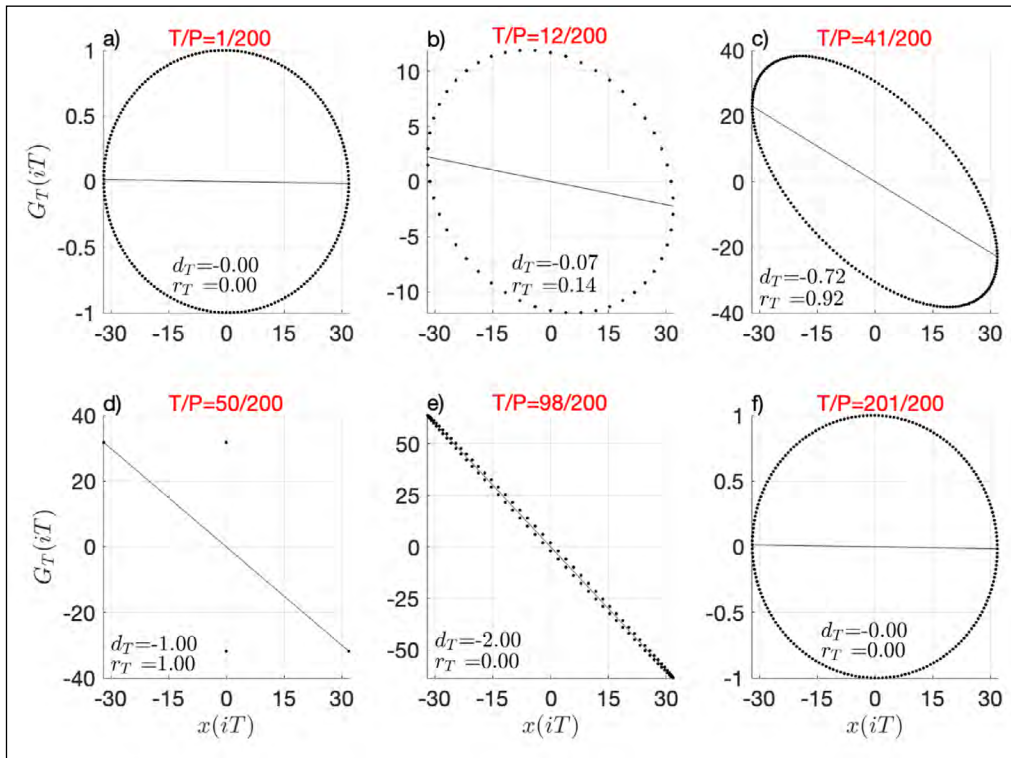 a) T/P=1/200
1
0.5
0
-0.5
-1
G_T(iT)
d_T=-0.00
r_T =0.00
-30 -15 0 15 30
b) T/P=12/200
10
5
0
-5
-10
d_T=-0.07
r_T =0.14
-30 -15 0 15 30
c) T/P=41/200
40
20
0
-20
-40
d_T=-0.72
r_T =0.92
-30 -15 0 15 30
d) T/P=50/200
40
20
0
-20
-40
G_T(iT)
d_T=-1.00
r_T =1.00
-30 -15 0 15 30
x(iT)
e) T/P=98/200
50
25
0
-25
-50
d_T=-2.00
r_T =0.00
-30 -15 0 15 30
x(iT)
f) T/P=201/200
1
0.5
0
-0.5
-1
d_T=-0.00
r_T =0.00
-30 -15 0 15 30
x(iT)